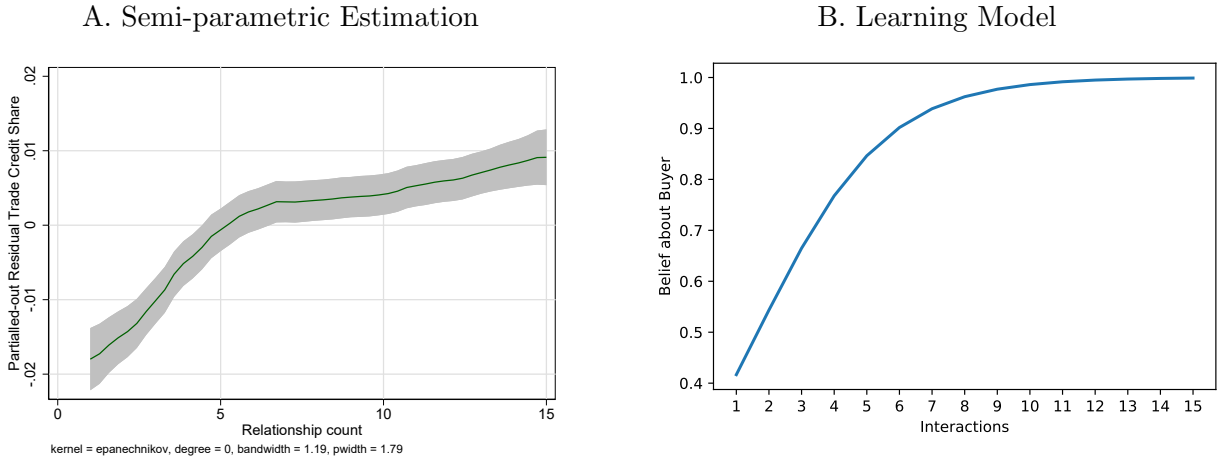 A. Semi-parametric Estimation
Partialled-out Residual Trade Credit Share
.02
.01
0
-.01
-.02
0
5
10
15
Relationship count
kernel = epanechnikov, degree = 0, bandwidth = 1.19, pwidth = 1.79
B. Learning Model
Belief about Buyer
1.0
0.9
0.8
0.7
0.6
0.5
0.4
1 2 3 4 5 6 7 8 9 10 11 12 13 14 15
Interactions